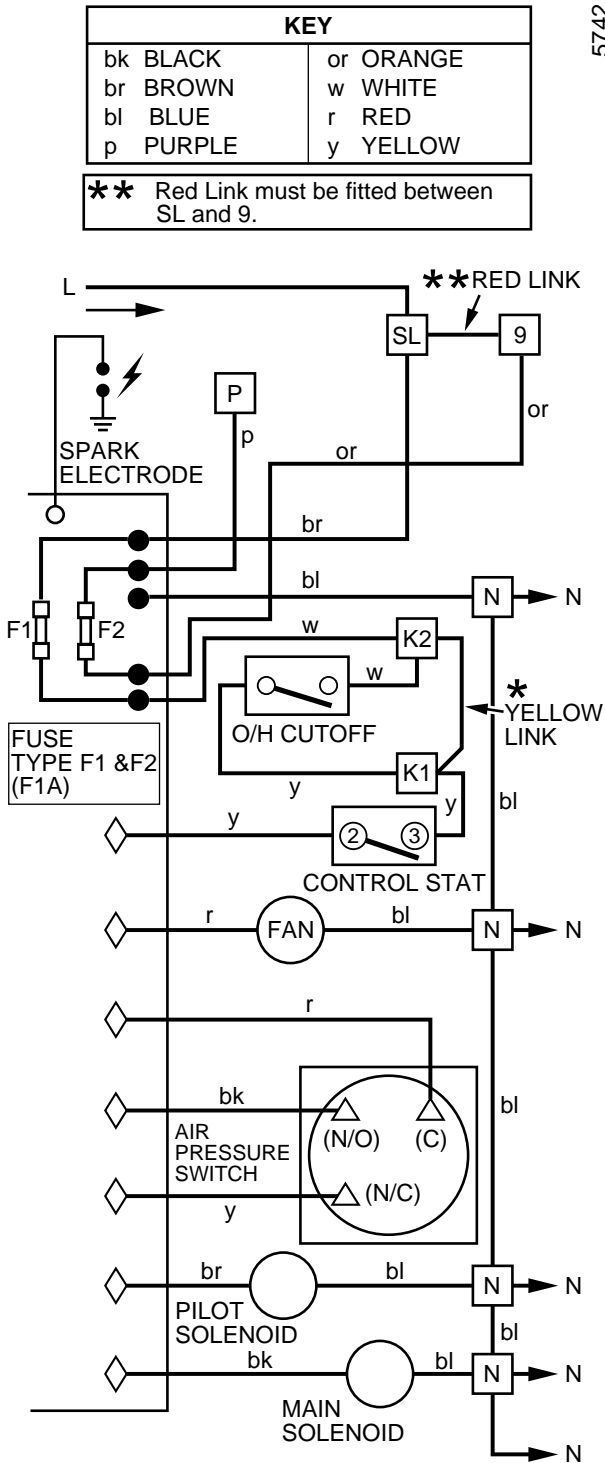 5742
KEY
bk BLACK
or ORANGE
br BROWN
w WHITE
bl BLUE
r RED
p PURPLE
y YELLOW
** Red Link must be fitted between
SL and 9.
L
** RED LINK
SL
9
P
or
p
SPARK
ELECTRODE
or
br
bl
N
N
F1
F2
w
K2
w
*
YELLOW
LINK
O/H CUTOFF
FUSE
TYPE F1 &F2
(F1A)
K1
y
y
bl
y
2
3
CONTROL STAT
r
FAN
bl
N
N
r
bk
(N/O)
(C)
bl
AIR
PRESSURE
SWITCH
(N/C)
y
br
bl
N
N
PILOT
SOLENOID
bl
bk
bl
N
N
MAIN
SOLENOID
N